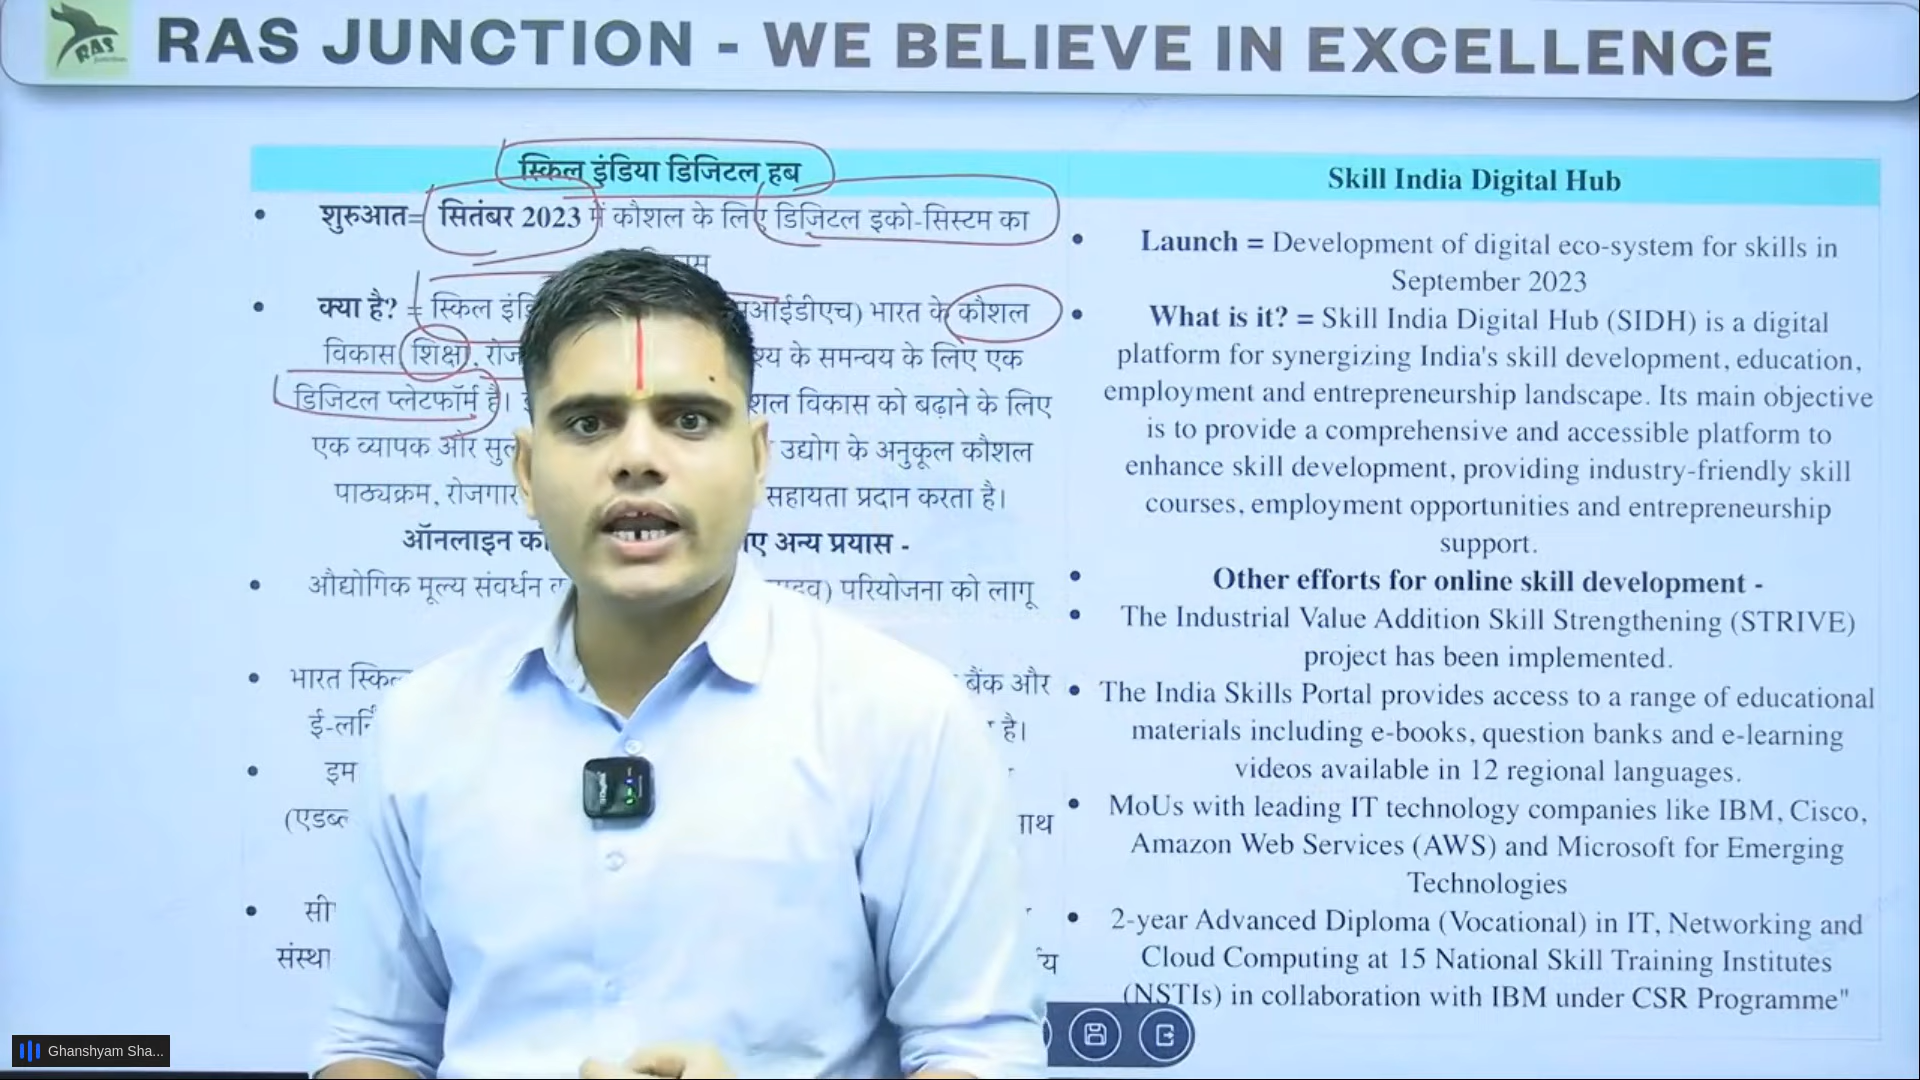 RAS
RAS JUNCTION - WE BELIEVE IN EXCELLENCE
स्किल इंडिया डिजिटल हब
शुरुआत= सितंबर 2023 में कौशल के लिए डिजिटल इको-सिस्टम का
क्या है? = स्किल भारत के कौशल
विकास शिक्षा, के समन्वय के लिए एक
डिजिटल प्लेटफॉर्म है। विकास को बढ़ाने के लिए
एक व्यापक और उद्योग के अनुकूल कौशल
पाठ्यक्रम, रोजगार सहायता प्रदान करता है।
ऑनलाइन अन्य प्रयास -
औद्योगिक मूल्य संवर्धन परियोजना को लागू
भारत बैंक और
है।
Skill India Digital Hub
Launch = Development of digital eco-system for skills in
September 2023
What is it? = Skill India Digital Hub (SIDH) is a digital
platform for synergizing India's skill development, education,
employment and entrepreneurship landscape. Its main objective
is to provide a comprehensive and accessible platform to
enhance skill development, providing industry-friendly skill
courses, employment opportunities and entrepreneurship
support.
Other efforts for online skill development -
The Industrial Value Addition Skill Strengthening (STRIVE)
project has been implemented.
The India Skills Portal provides access to a range of educational
materials including e-books, question banks and e-learning
videos available in 12 regional languages.
MoUs with leading IT technology companies like IBM, Cisco,
Amazon Web Services (AWS) and Microsoft for Emerging
Technologies
2-year Advanced Diploma (Vocational) in IT, Networking and
Cloud Computing at 15 National Skill Training Institutes
(NSTIs) in collaboration with IBM under CSR Programme"
Ghanshyam Sha...